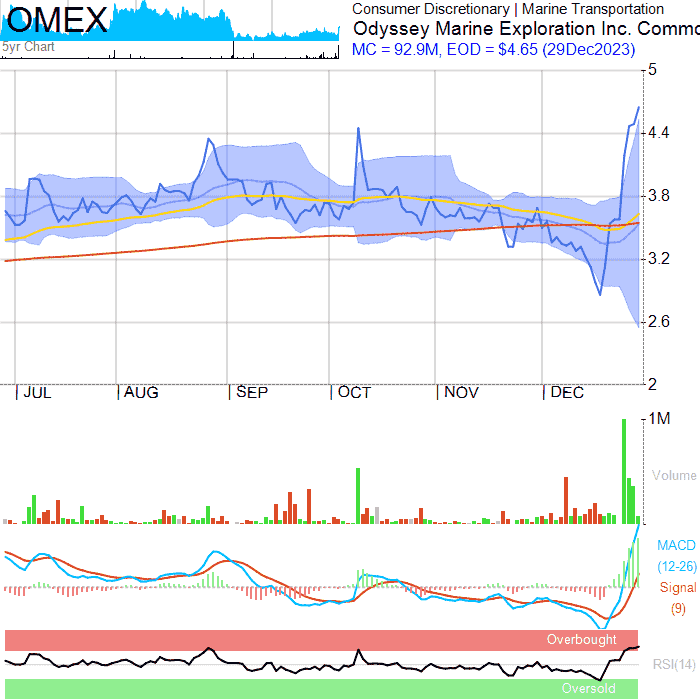 OMEX
5yr Chart
Consumer Discretionary | Marine Transportation
Odyssey Marine Exploration Inc. Commo
MC = 92.9M, EOD = $4.65 (29Dec2023)
5
4.4
3.8
3.2
2.6
2
JUL AUG SEP OCT NOV DEC
1M
Volume
MACD
(12-26)
Signal
(9)
Overbought
RSI(14)
Oversold